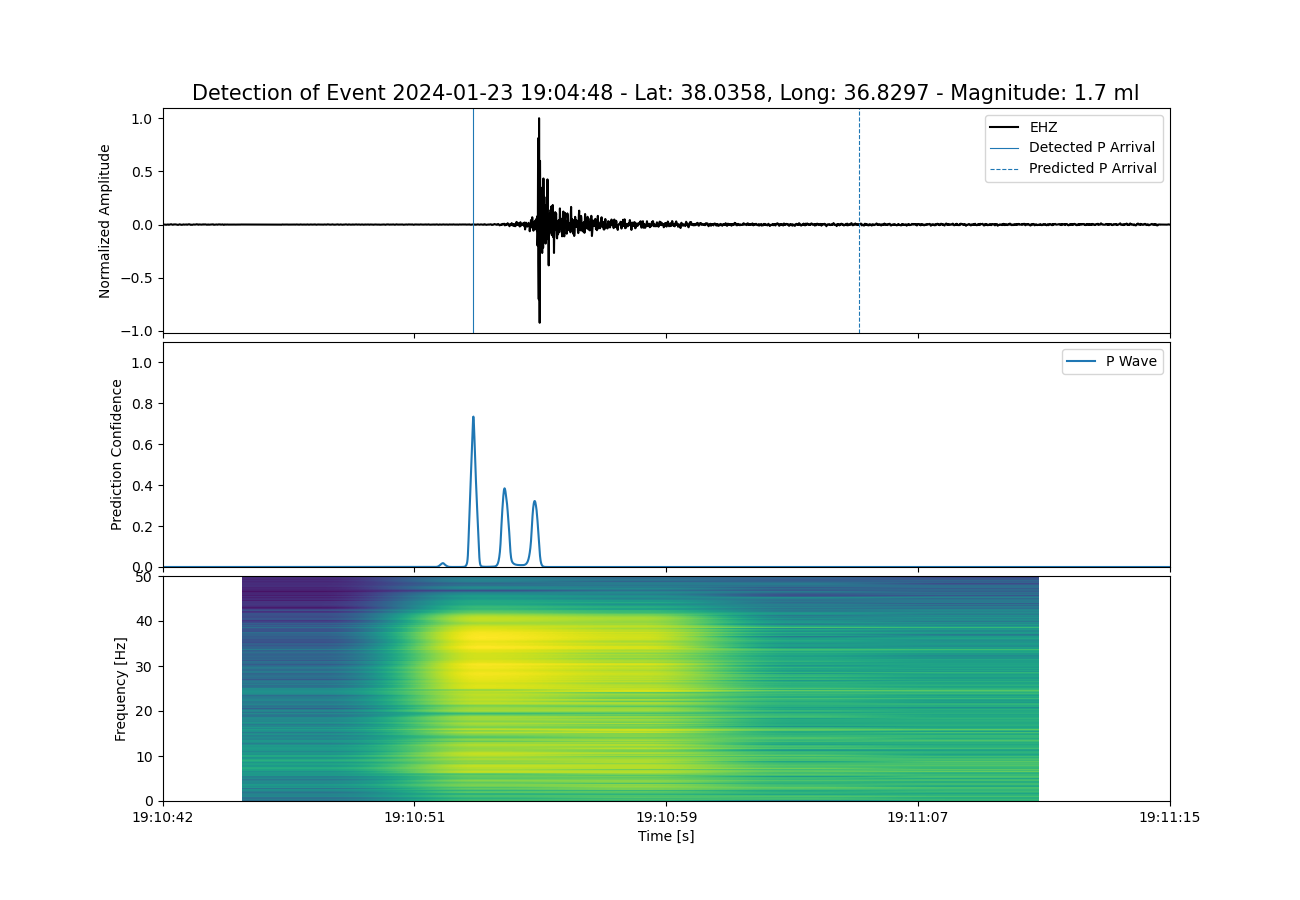 Detection of Event 2024-01-23 19:04:48 - Lat: 38.0358, Long: 36.8297 - Magnitude: 1.7 ml
1.0
0.5
0.0
−0.5
−1.0
Normalized Amplitude
EHZ
Detected P Arrival
Predicted P Arrival
1.0
0.8
0.6
0.4
0.2
0.0
Prediction Confidence
P Wave
50
40
30
20
10
0
Frequency [Hz]
19:10:42 19:10:51 19:10:59 19:11:07 19:11:15
Time [s]